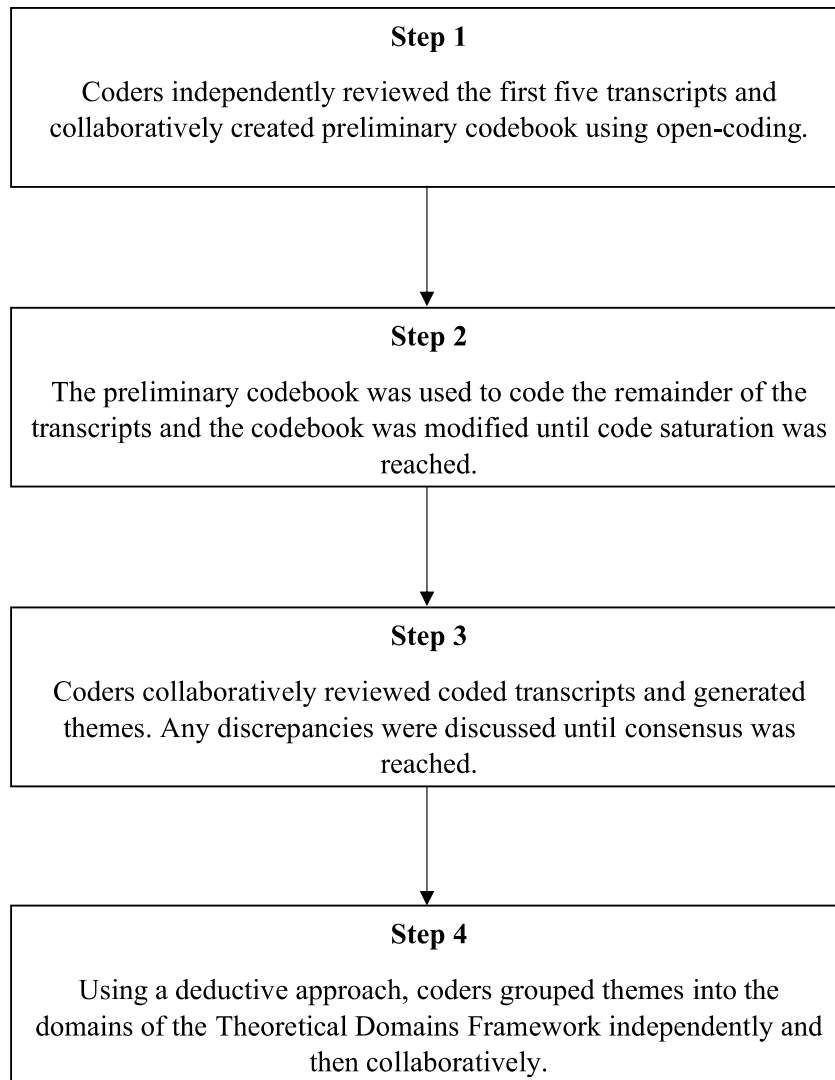 Step 1
Coders independently reviewed the first five transcripts and
collaboratively created preliminary codebook using open-coding.
Step 2
The preliminary codebook was used to code the remainder of the
transcripts and the codebook was modified until code saturation was
reached.
Step 3
Coders collaboratively reviewed coded transcripts and generated
themes. Any discrepancies were discussed until consensus was
reached.
Step 4
Using a deductive approach, coders grouped themes into the
domains of the Theoretical Domains Framework independently and
then collaboratively.